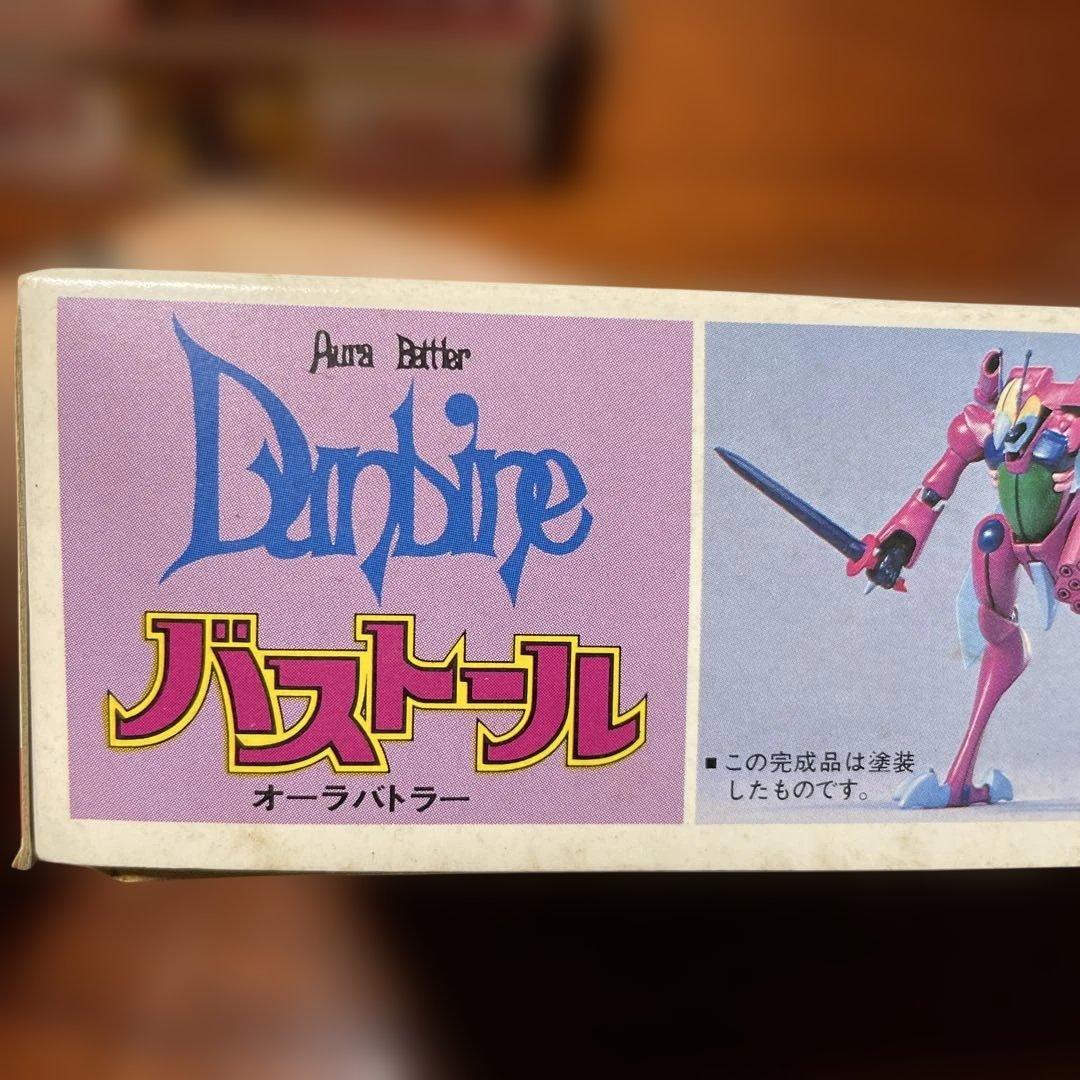 Aura Battler
Dunbine
バストール
オーラバトラー
■この完成品は塗装
したものです。